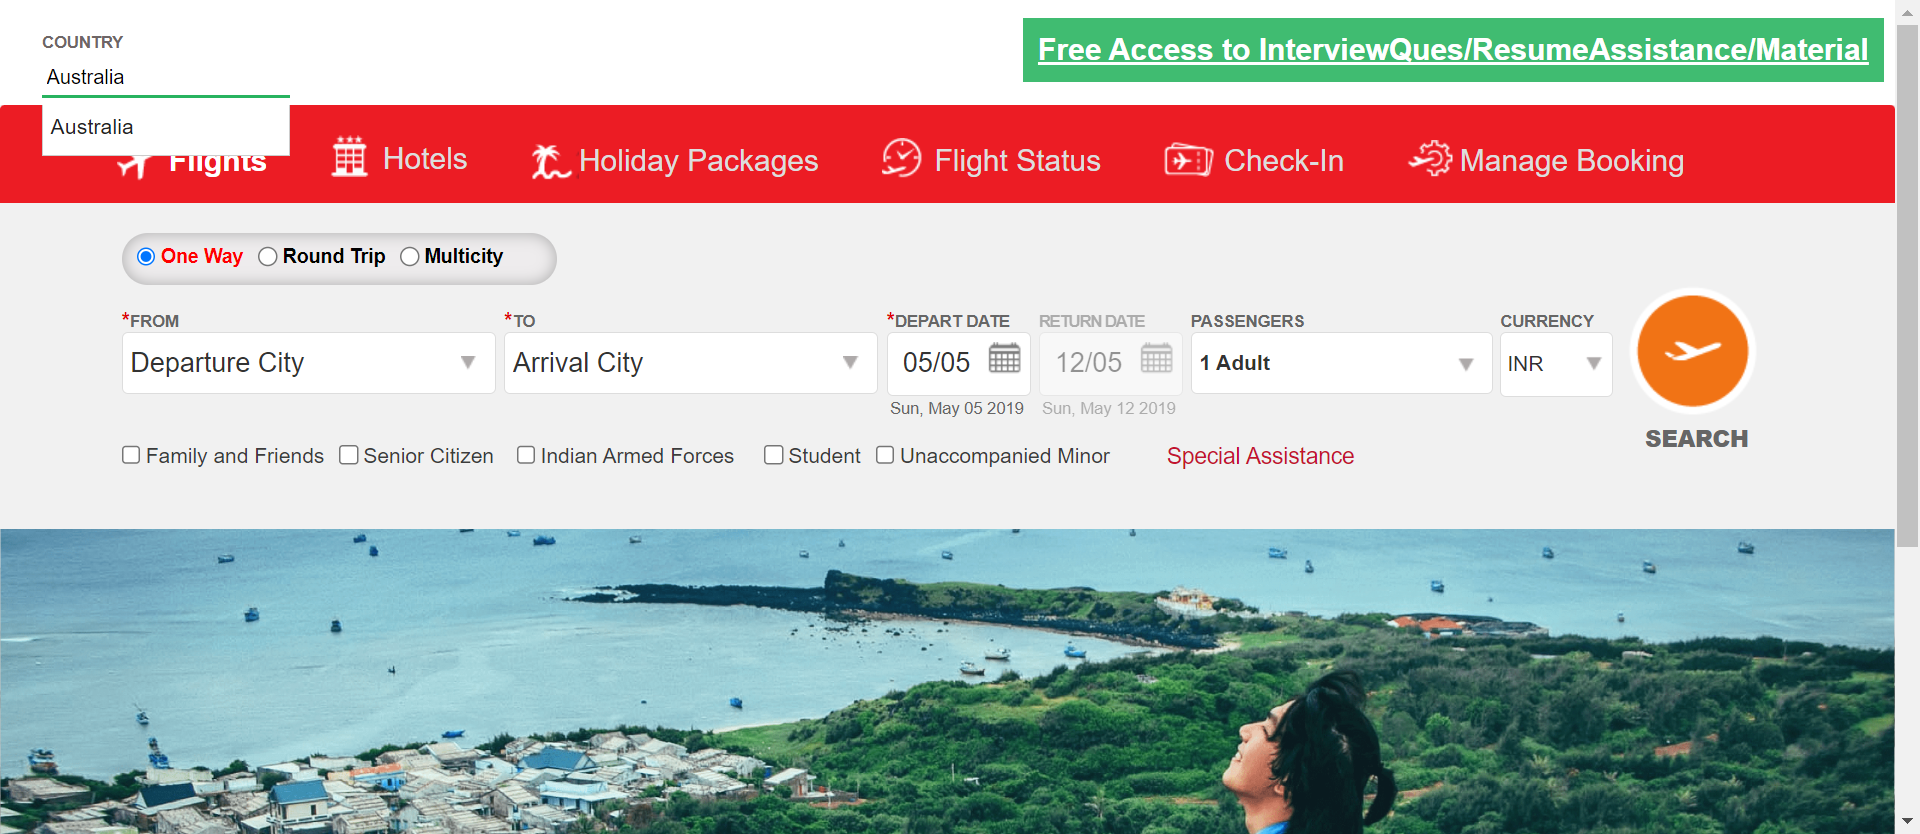 COUNTRY
Australia
Australia
Free Access to InterviewQues/ResumeAssistance/Material
Flights
Hotels
Holiday Packages
Flight Status
Check-In
Manage Booking
One Way
Round Trip
Multicity
*FROM
*TO
*DEPART DATE
RETURN DATE
PASSENGERS
CURRENCY
Departure City
Arrival City
05/05
12/05
1 Adult
INR
Sun, May 05 2019
Sun, May 12 2019
SEARCH
Family and Friends
Senior Citizen
Indian Armed Forces
Student
Unaccompanied Minor
Special Assistance